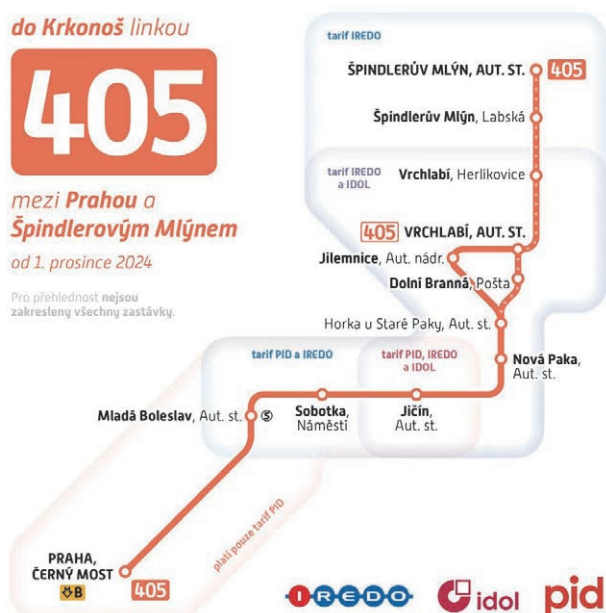 do Krkonoš linkou
405
mezi Prahou a
Špindlerovým Mlýnem
od 1. prosince 2024
Pro přehlednost nejsou
zakresleny všechny zastávky.
tarif IREDO
ŠPINDLERŮV MLÝN, AUT. ST.
405
Špindlerův Mlýn, Labská
tarif IREDO
a IDOL
Vrchlabí, Herlíkovice
405 VRCHLABÍ, AUT. ST.
Jilemnice, Aut. nádr.
Dolní Branná, Pošta
Horka u Staré Paky, Aut. st.
tarif PID a IREDO
tarif PID, IREDO
a IDOL
Nová Paka,
Aut. st.
Mladá Boleslav, Aut. st.
S
Sobotka,
Náměstí
Jičín,
Aut. st.
platí pouze tarif PID
PRAHA,
ČERNÝ MOST
B
405
IREDO
idol
pid